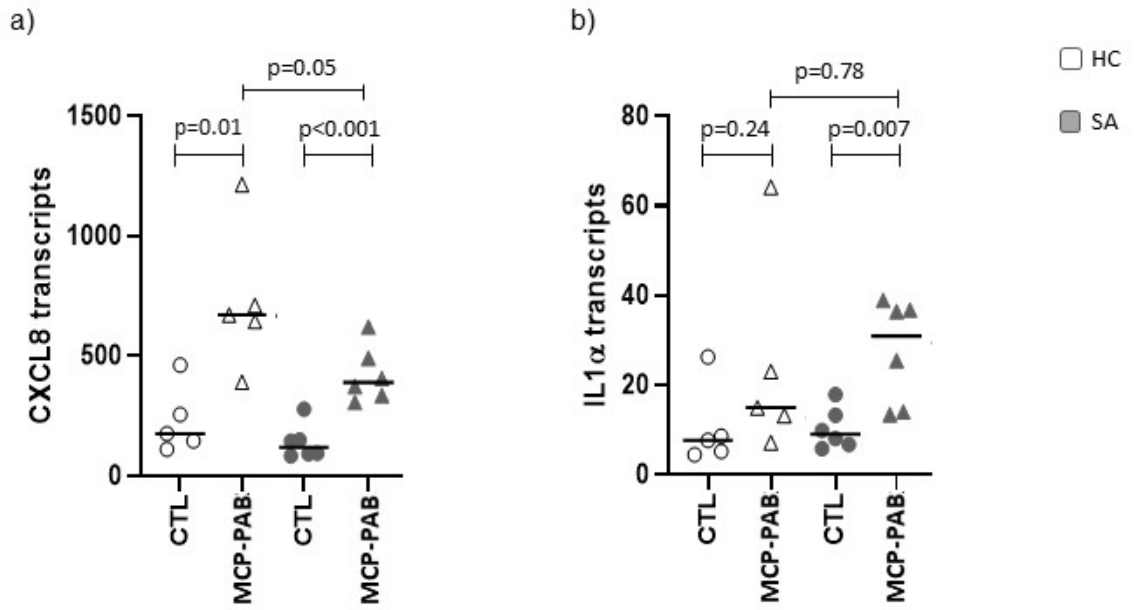 a)
p=0.05
p=0.01
p<0.001
CXCL8 transcripts
1500
1000
500
0
CTL
MCP-PAB
CTL
MCP-PAB
b)
p=0.78
p=0.24
p=0.007
IL1α transcripts
80
60
40
20
0
CTL
MCP-PAB
CTL
MCP-PAB
HC
SA